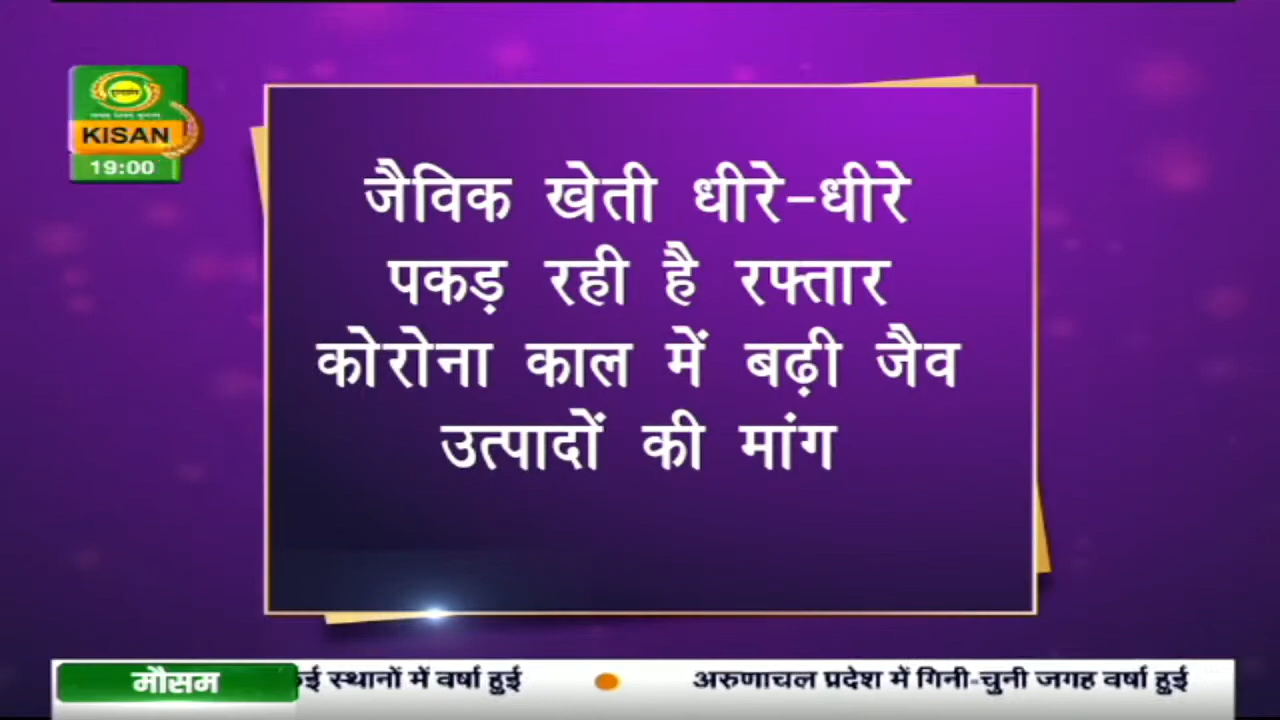 KISAN
19:00
जैविक खेती धीरे-धीरे
पकड़ रही है रफ्तार
कोरोना काल में बढ़ी जैव
उत्पादों की मांग
मौसम
स्थानों में वर्षा हुई
अरुणाचल प्रदेश में गिनी-चुनी जगह वर्षा हुई